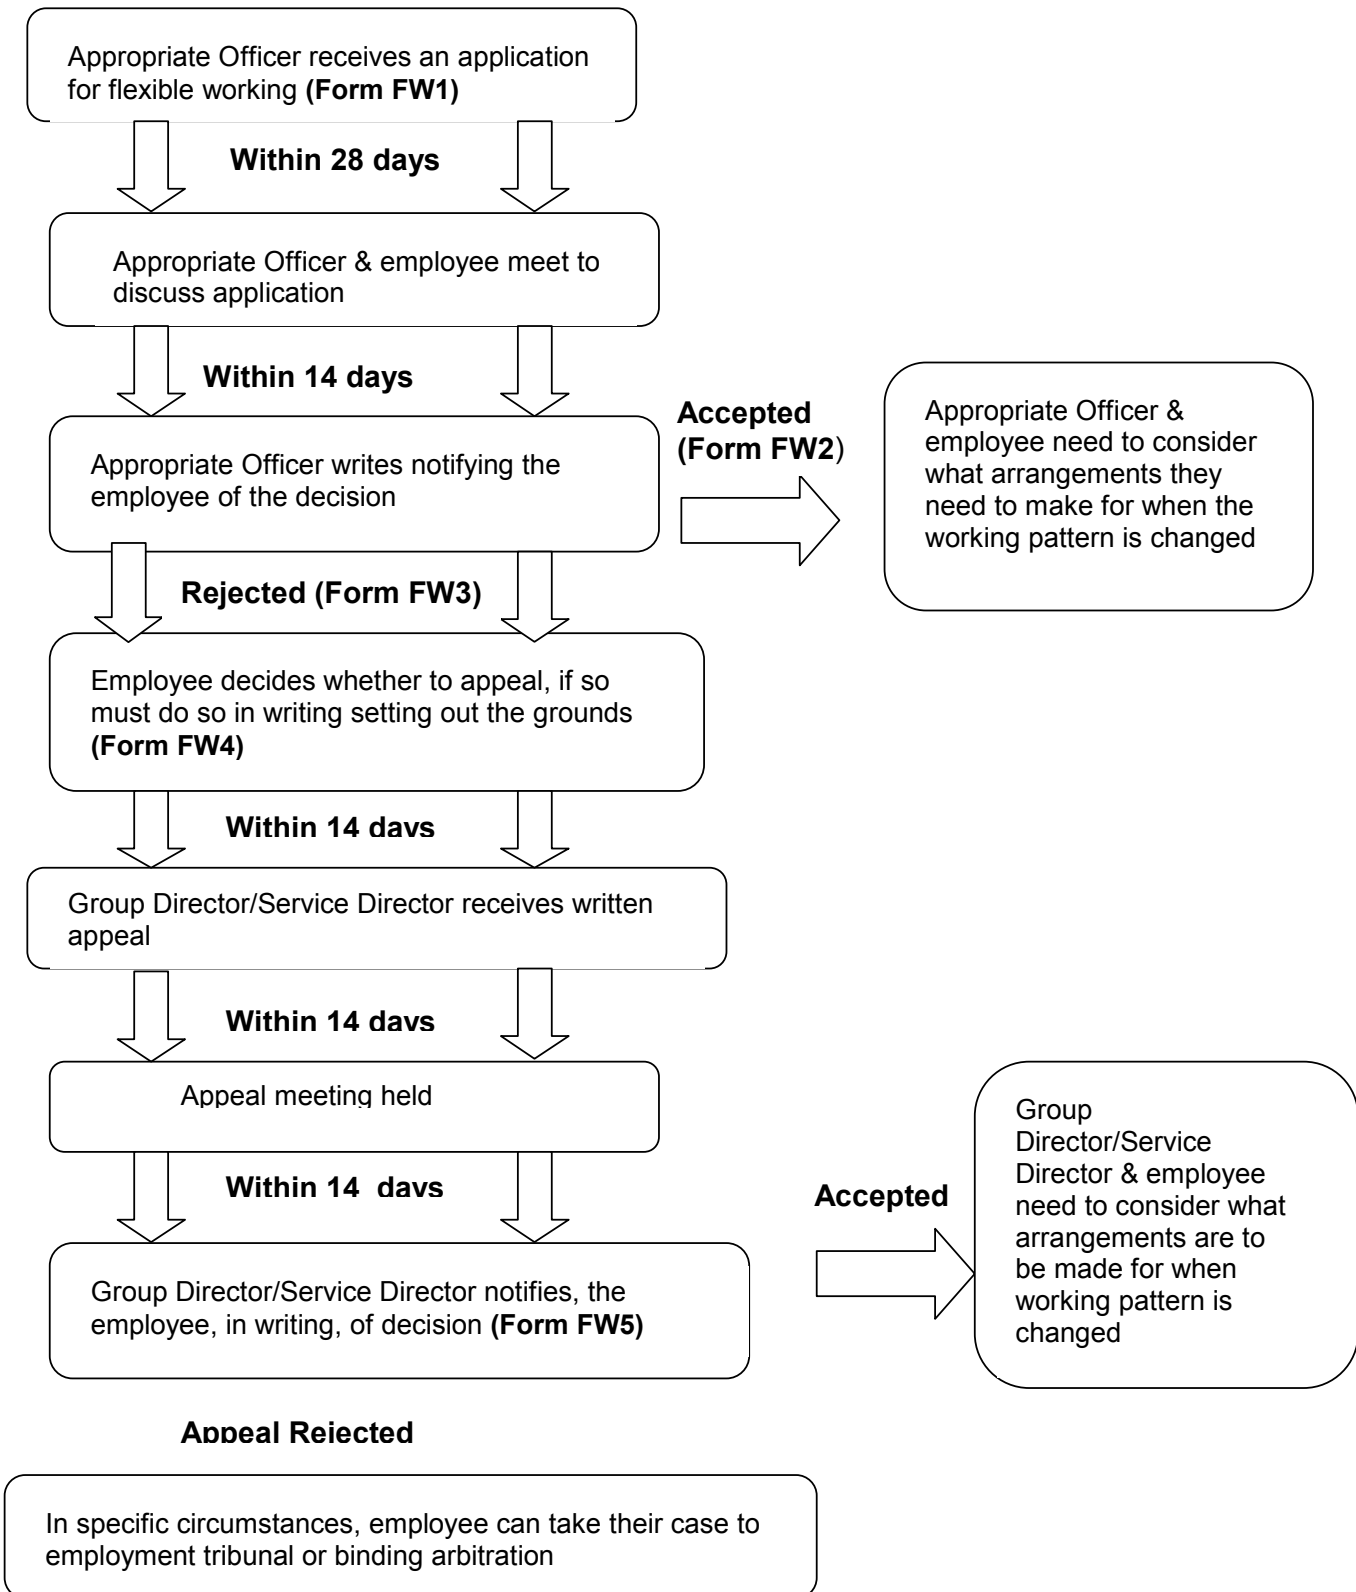 Appropriate Officer receives an application
for flexible working (Form FW1)
Within 28 days
Appropriate Officer & employee meet to
discuss application
Within 14 days
Appropriate Officer writes notifying the
employee of the decision
Accepted
(Form FW2)
Appropriate Officer &
employee need to consider
what arrangements they
need to make for when the
working pattern is changed
Rejected (Form FW3)
Employee decides whether to appeal, if so
must do so in writing setting out the grounds
(Form FW4)
Within 14 days
Group Director/Service Director receives written
appeal
Within 14 days
Appeal meeting held
Within 14 days
Group Director/Service Director notifies, the
employee, in writing, of decision (Form FW5)
Accepted
Group
Director/Service
Director & employee
need to consider what
arrangements are to
be made for when
working pattern is
changed
Appeal Rejected
In specific circumstances, employee can take their case to
employment tribunal or binding arbitration